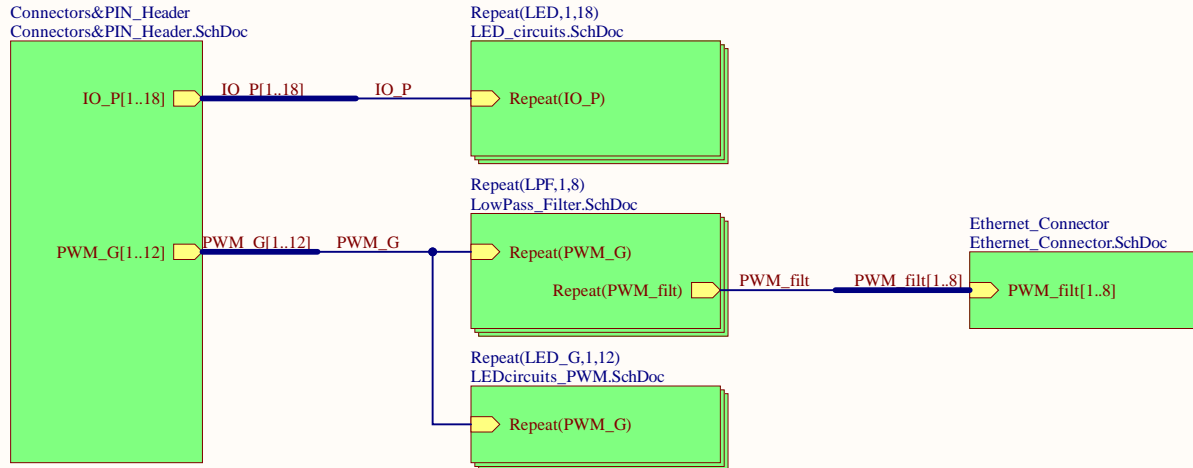 Connectors&PIN_Header
Connectors&PIN_Header.SchDoc
IO_P[1..18]
IO_P[1..18]
IO_P
Repeat(LED,1,18)
LED_circuits.SchDoc
Repeat(IO_P)
PWM_G[1..12]
PWM_G[1..12]
PWM_G
Repeat(LPF,1,8)
LowPass_Filter.SchDoc
Repeat(PWM_G)
Repeat(PWM_filt)
PWM_filt
PWM_filt[1..8]
Ethernet_Connector
Ethernet_Connector.SchDoc
PWM_filt[1..8]
Repeat(LED_G,1,12)
LEDcircuits_PWM.SchDoc
Repeat(PWM_G)